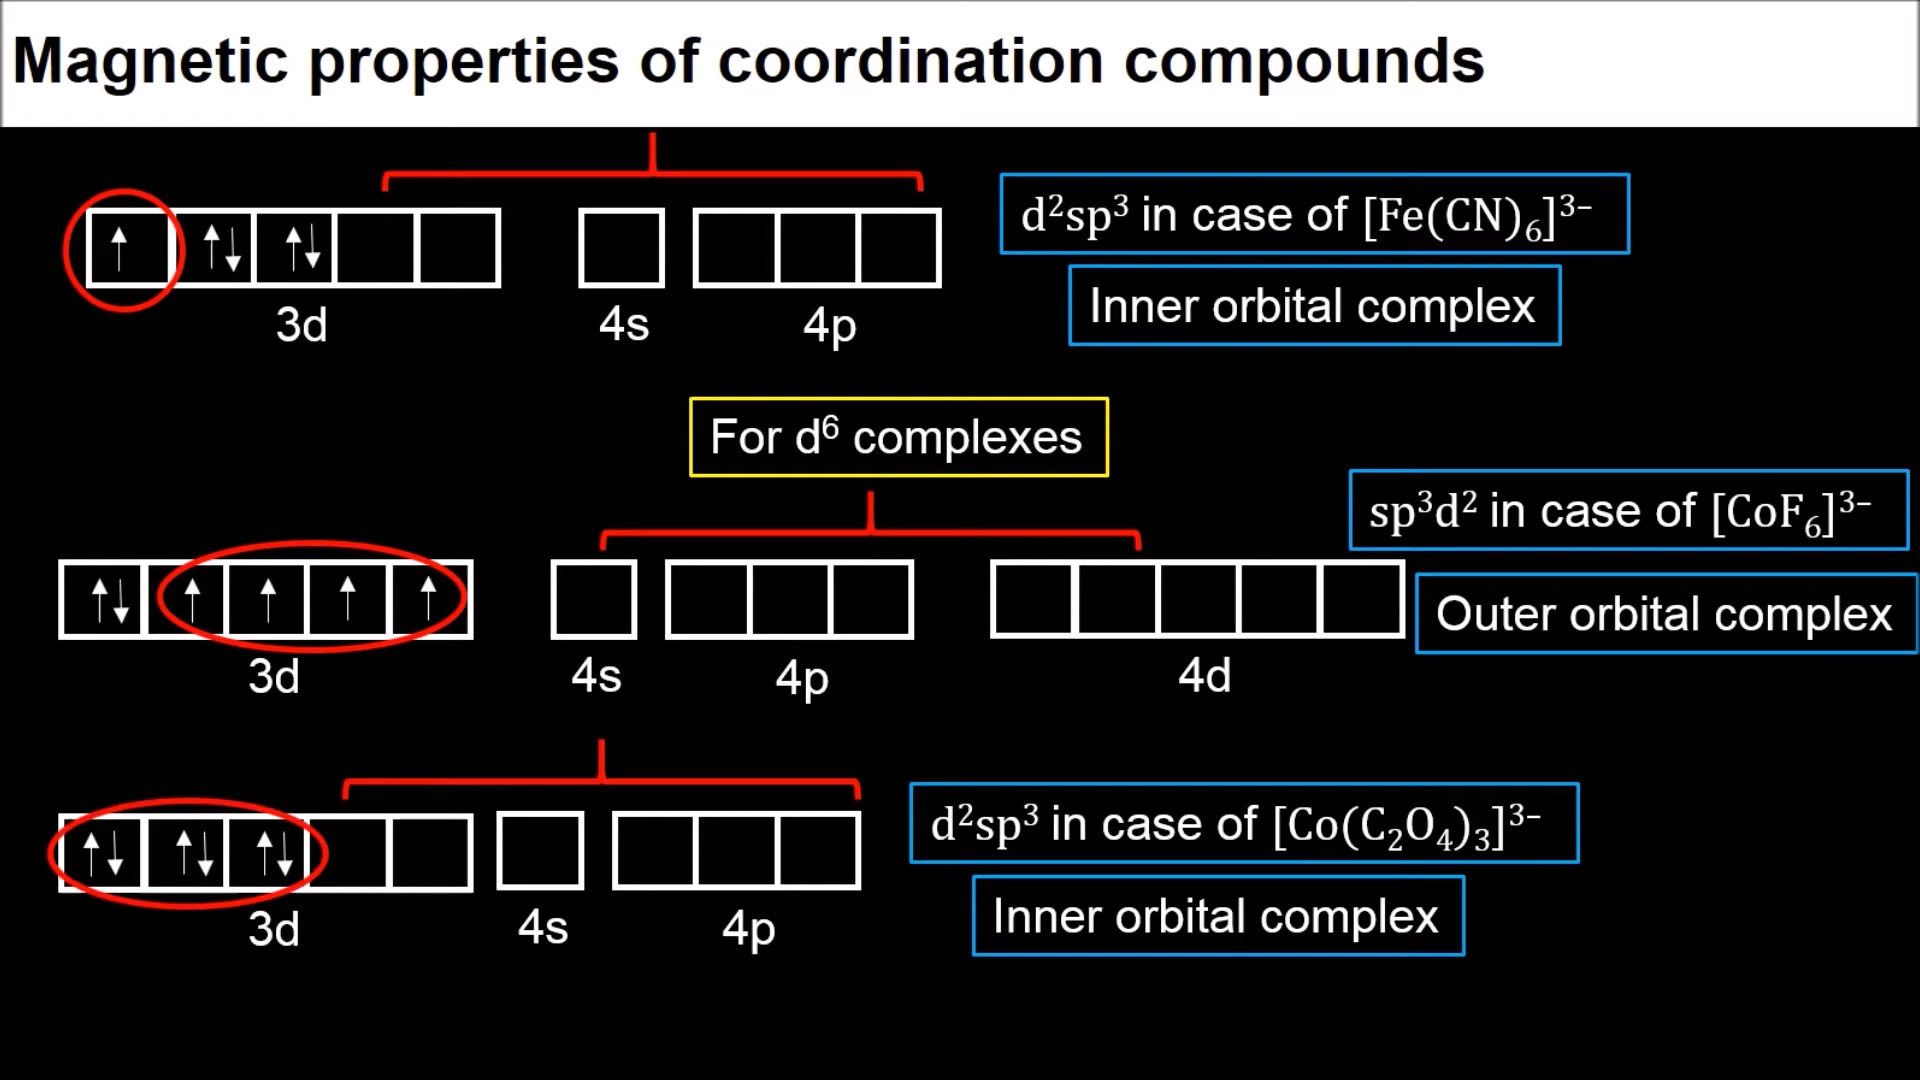 Magnetic properties of coordination compounds
d²sp³ in case of [Fe(CN)₆]³⁻
Inner orbital complex
3d 4s 4p
For d⁶ complexes
sp³d² in case of [CoF₆]³⁻
Outer orbital complex
3d 4s 4p 4d
d²sp³ in case of [Co(C₂O₄)₃]³⁻
Inner orbital complex
3d 4s 4p